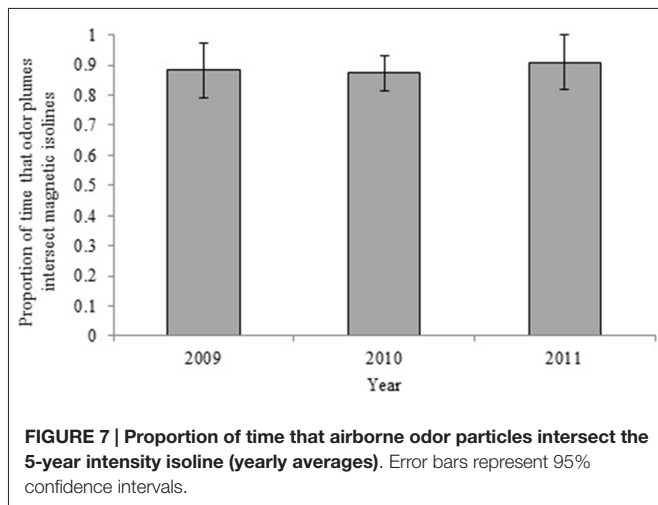 1
0.9
0.8
0.7
0.6
0.5
0.4
0.3
0.2
0.1
0
Proportion of time that odor plumes
intersect magnetic isolines
2009 2010 2011
Year
FIGURE 7 | Proportion of time that airborne odor particles intersect the
5-year intensity isoline (yearly averages). Error bars represent 95%
confidence intervals.